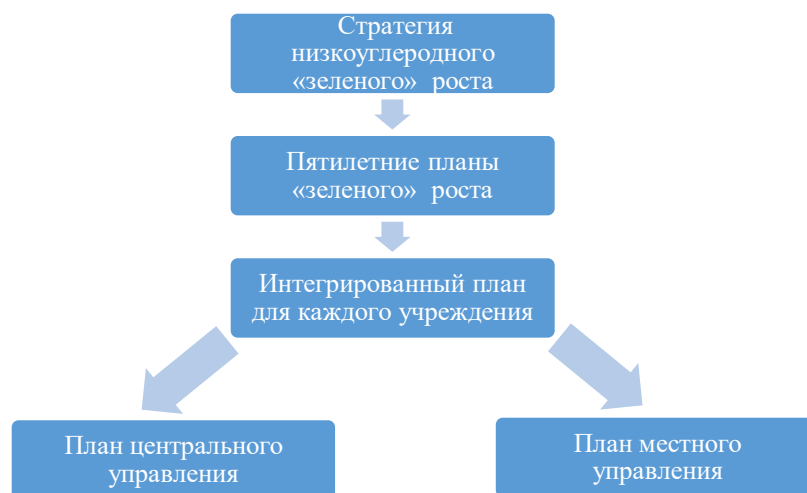 Стратегия
низкоуглеродного
«зеленого» роста
Пятилетние планы
«зеленого» роста
Интегрированный план
для каждого учреждения
План центрального
управления
План местного
управления